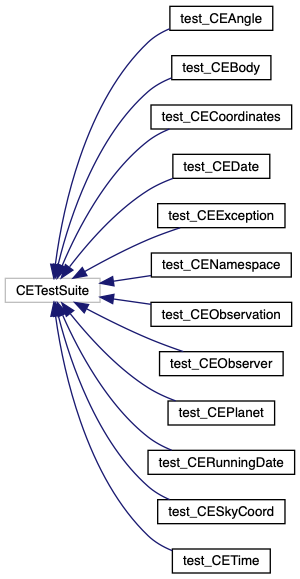 test_CEAngle
test_CEBody
test_CECoordinates
test_CEDate
test_CEException
test_CENamespace
CETestSuite
test_CEObservation
test_CEObserver
test_CEPlanet
test_CERunningDate
test_CESkyCoord
test_CETime